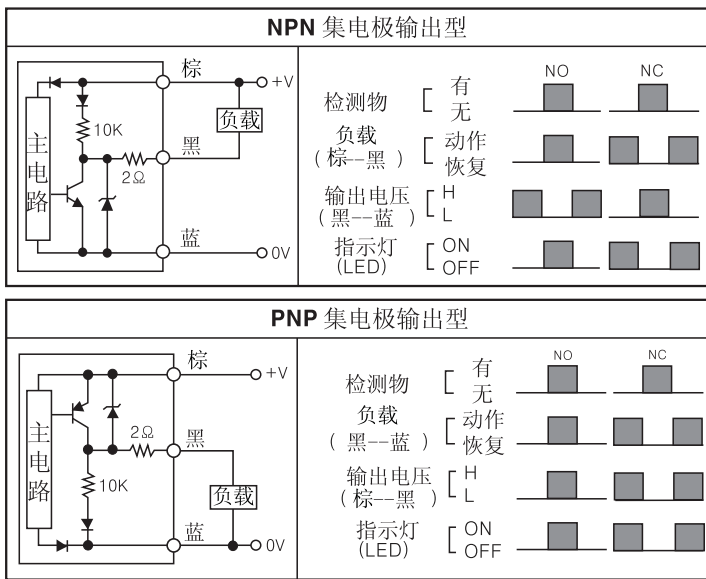 NPN 集电极输出型
棕
+V
负载
10K
黑
2Ω
主电路
蓝
0V
NO NC
检测物 [ 有 无
负载 (棕--黑) [ 动作 恢复
输出电压 (黑--蓝) [ H L
指示灯 (LED) [ ON OFF
PNP 集电极输出型
棕
+V
2Ω
黑
主电路
10K
负载
蓝
0V
NO NC
检测物 [ 有 无
负载 (黑--蓝) [ 动作 恢复
输出电压 (棕--黑) [ H L
指示灯 (LED) [ ON OFF